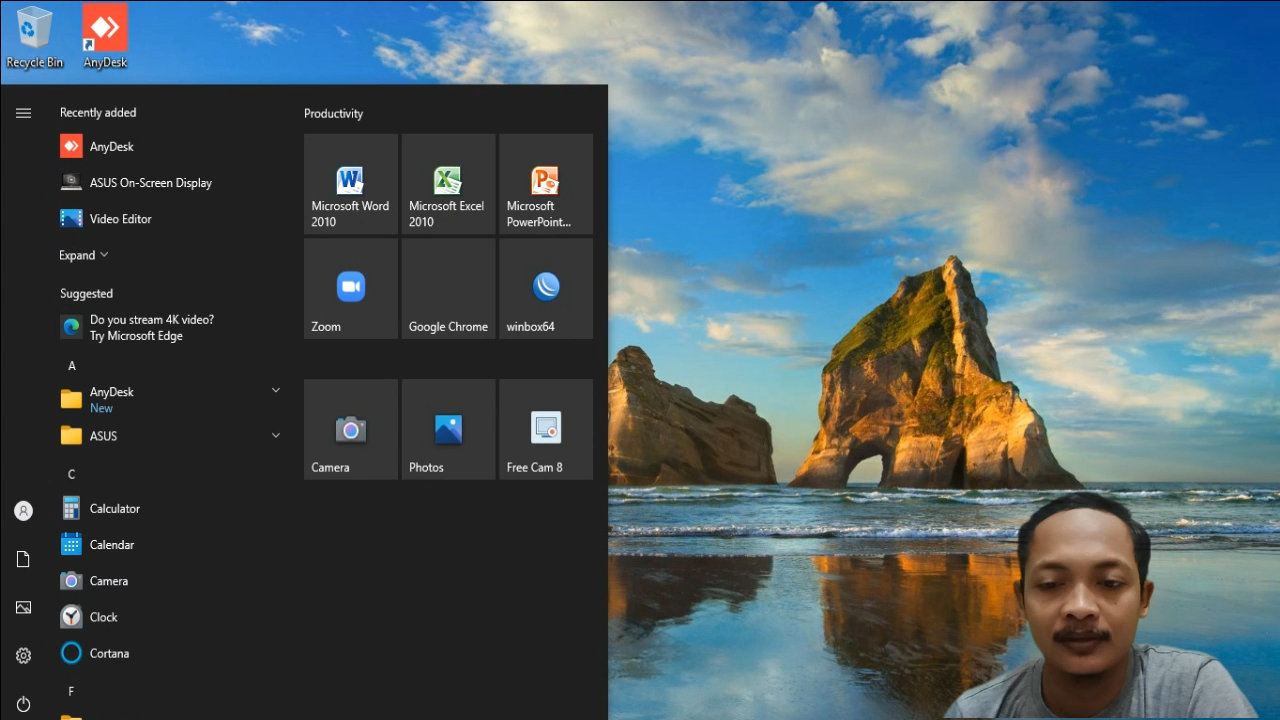 Recycle Bin
AnyDesk
Recently added
AnyDesk
ASUS On-Screen Display
Video Editor
Expand
Suggested
Do you stream 4K video?
Try Microsoft Edge
A
AnyDesk
New
ASUS
C
Calculator
Calendar
Camera
Clock
Cortana
F
Productivity
Microsoft Word
2010
Microsoft Excel
2010
Microsoft
PowerPoint...
Zoom
Google Chrome
winbox64
Camera
Photos
Free Cam 8